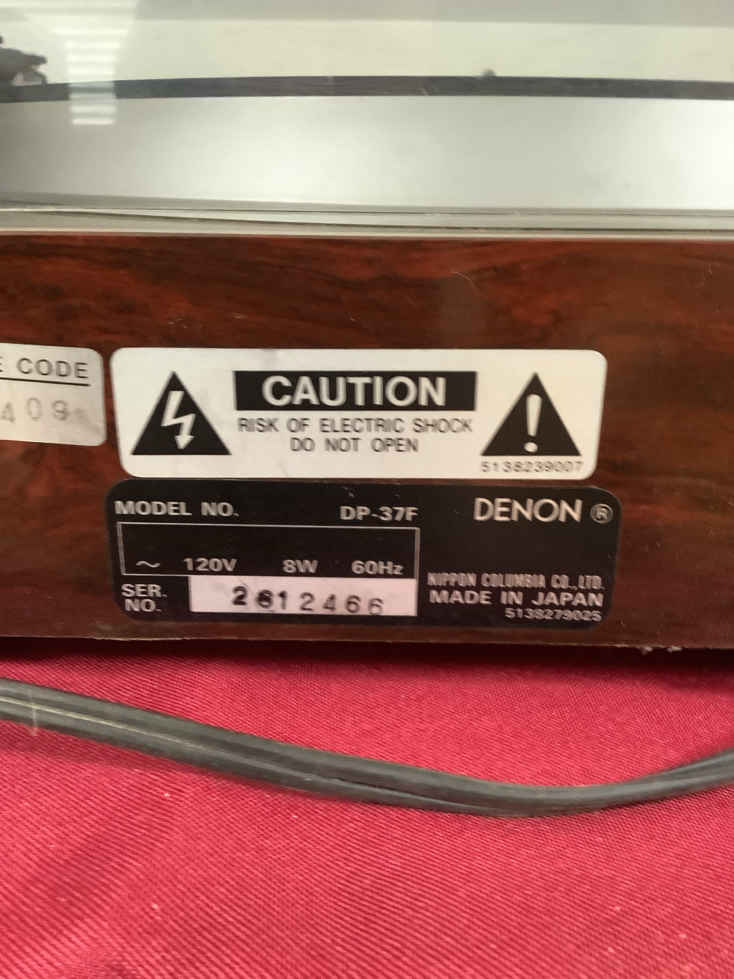 E CODE
409
CAUTION
RISK OF ELECTRIC SHOCK
DO NOT OPEN
5138239007
MODEL NO. DP-37F
DENON ®
~ 120V 8W 60Hz
SER. NO. 2612466
NIPPON COLUMBIA CO.,LTD.
MADE IN JAPAN
5138279025